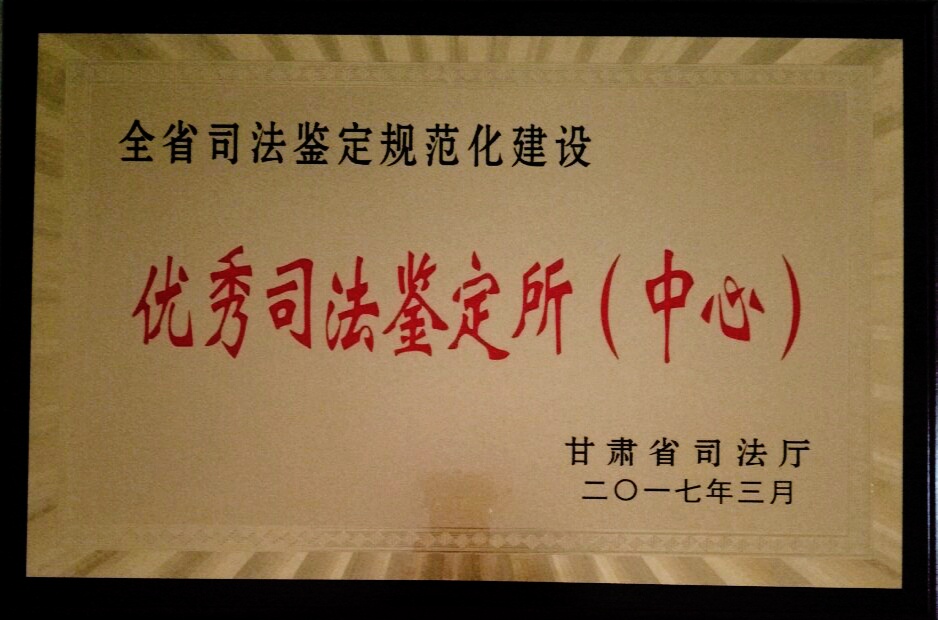 全省司法鉴定规范化建设
优秀司法鉴定所（中心）
甘肃省司法厅
二〇一七年三月